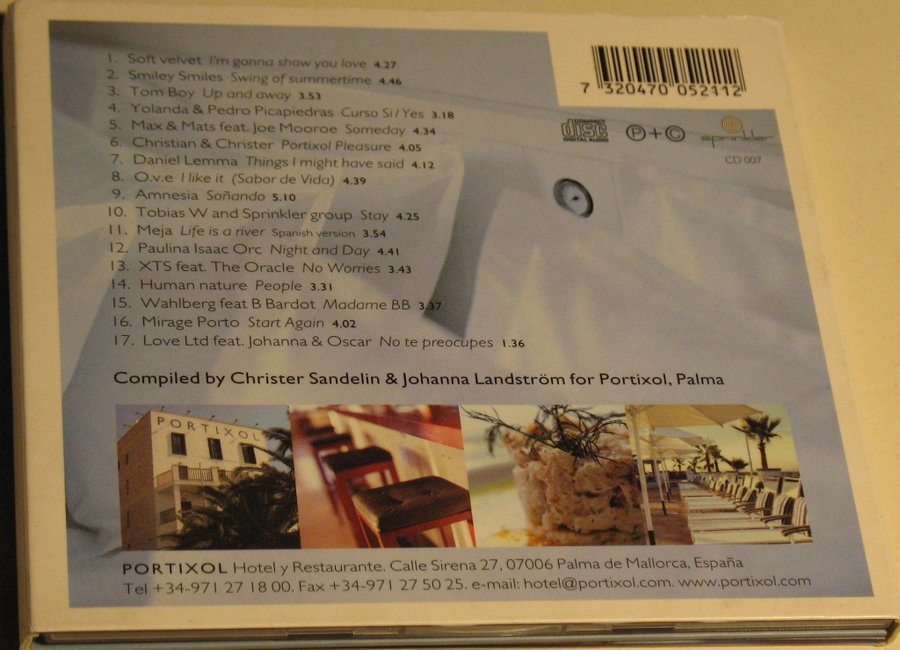 1. Soft velvet I'm gonna show you love 4.27
2. Smiley Smiles Swing of summertime 4.46
3. Tom Boy Up and away 3.53
4. Yolanda & Pedro Picapiedras Curso Si / Yes 3.18
5. Max & Mats feat. Joe Mooroe Someday 4.34
6. Christian & Christer Portixol Pleasure 4.05
7. Daniel Lemma Things I might have said 4.12
8. O.v.e I like it (Sabor de Vida) 4.39
9. Amnesia Soñando 5.10
10. Tobias W and Sprinkler group Stay 4.25
11. Meja Life is a river Spanish version 3.54
12. Paulina Isaac Orc Night and Day 4.41
13. XTS feat. The Oracle No Worries 3.43
14. Human nature People 3.31
15. Wahlberg feat B Bardot Madame BB 3.37
16. Mirage Porto Start Again 4.02
17. Love Ltd feat. Johanna & Oscar No te preocupes 1.36
7 320470 052112
COMPACT
disc
DIGITAL AUDIO
Ⓟ+©
sprinkler
CD 007
Compiled by Christer Sandelin & Johanna Landström for Portixol, Palma
PORTIXOL
PORTIXOL Hotel y Restaurante. Calle Sirena 27, 07006 Palma de Mallorca, España
Tel +34-971 27 18 00. Fax +34-971 27 50 25. e-mail: hotel@portixol.com. www.portixol.com